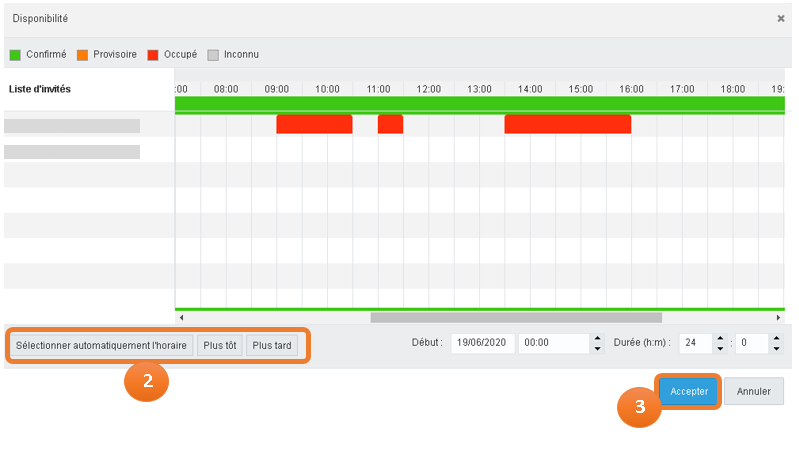 Disponibilité ×
Confirmé Provisoire Occupé Inconnu
Liste d'invités :00 08:00 09:00 10:00 11:00 12:00 13:00 14:00 15:00 16:00 17:00 18:00 19:
Sélectionner automatiquement l'horaire Plus tôt Plus tard Début : 19/06/2020 00:00 Durée (h:m) : 24 : 0
2
Accepter Annuler
3